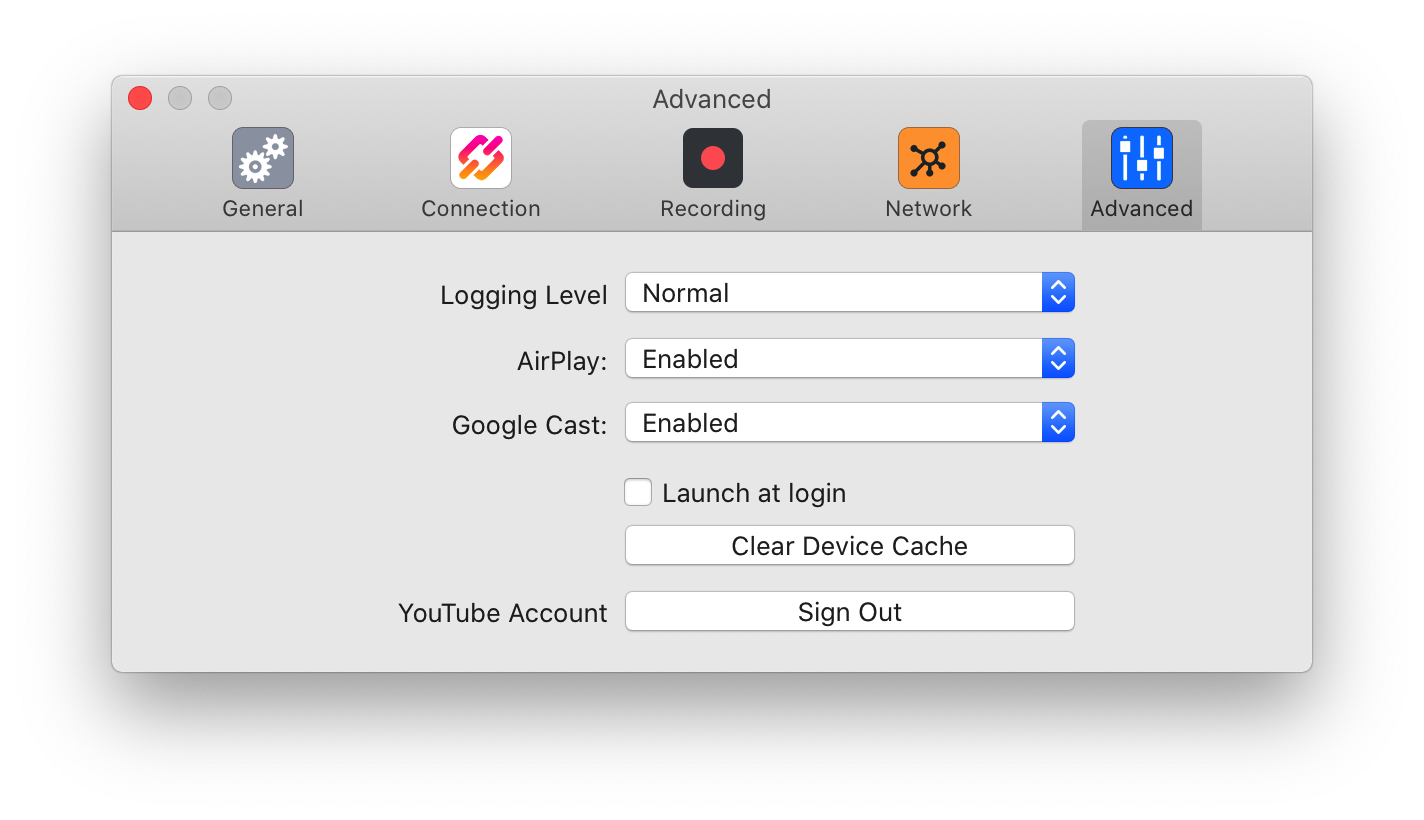 Advanced
General
Connection
Recording
Network
Advanced
Logging Level
Normal
AirPlay:
Enabled
Google Cast:
Enabled
Launch at login
Clear Device Cache
YouTube Account
Sign Out